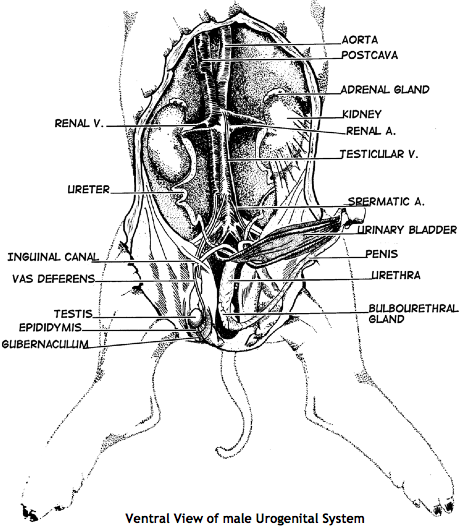 AORTA
POSTCAVA
ADRENAL GLAND
KIDNEY
RENAL V.
RENAL A.
TESTICULAR V.
URETER
SPERMATIC A.
URINARY BLADDER
INGUINAL CANAL
PENIS
VAS DEFERENS
URETHRA
TESTIS
BULBOURETHRAL
GLAND
EPIDIDYMIS
GUBERNACULUM
Ventral View of male Urogenital System